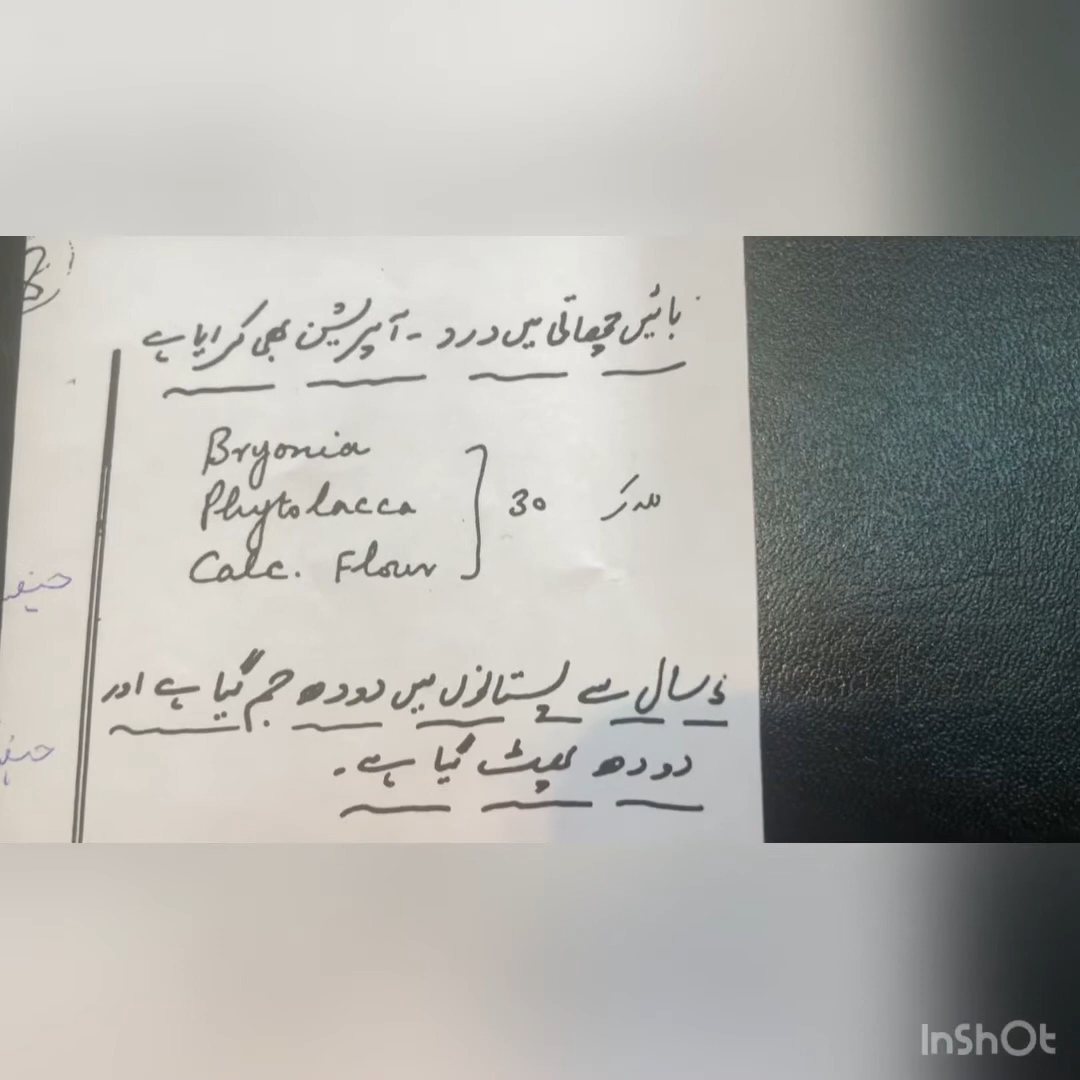 بائیں چھاتی میں درد - آپریشن بھی کرایا ہے
Bryonia
Phytolacca
Calc. Flour
30
سال سے پستانوں میں دودھ جم گیا ہے اور
دودھ پھٹ گیا ہے۔
InShOt